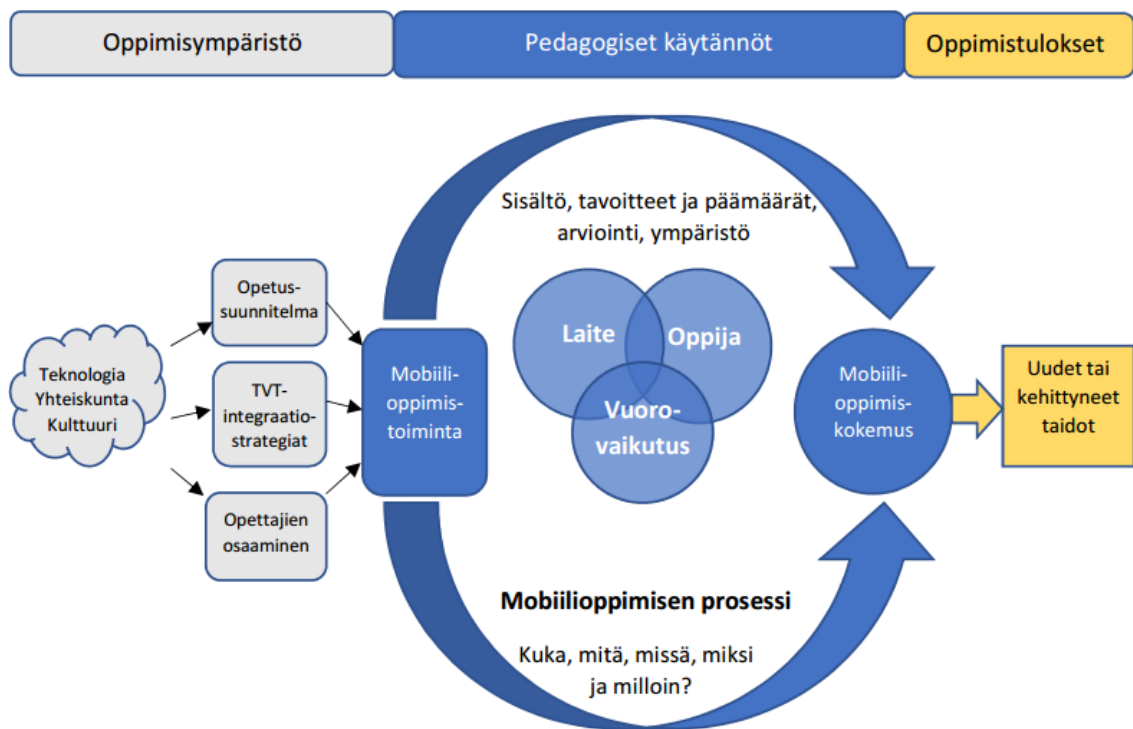 Oppimisympäristö
Pedagogiset käytännöt
Oppimistulokset
Sisältö, tavoitteet ja päämäärät,
arviointi, ympäristö
Teknologia
Yhteiskunta
Kulttuuri
Opetus-
suunnitelma
TVT-
integraatio-
strategiat
Opettajien
osaaminen
Mobiili-
oppimis-
toiminta
Laite
Oppija
Vuoro-
vaikutus
Mobiili-
oppimis-
kokemus
Uudet tai
kehittyneet
taidot
Mobiilioppimisen prosessi
Kuka, mitä, missä, miksi
ja milloin?